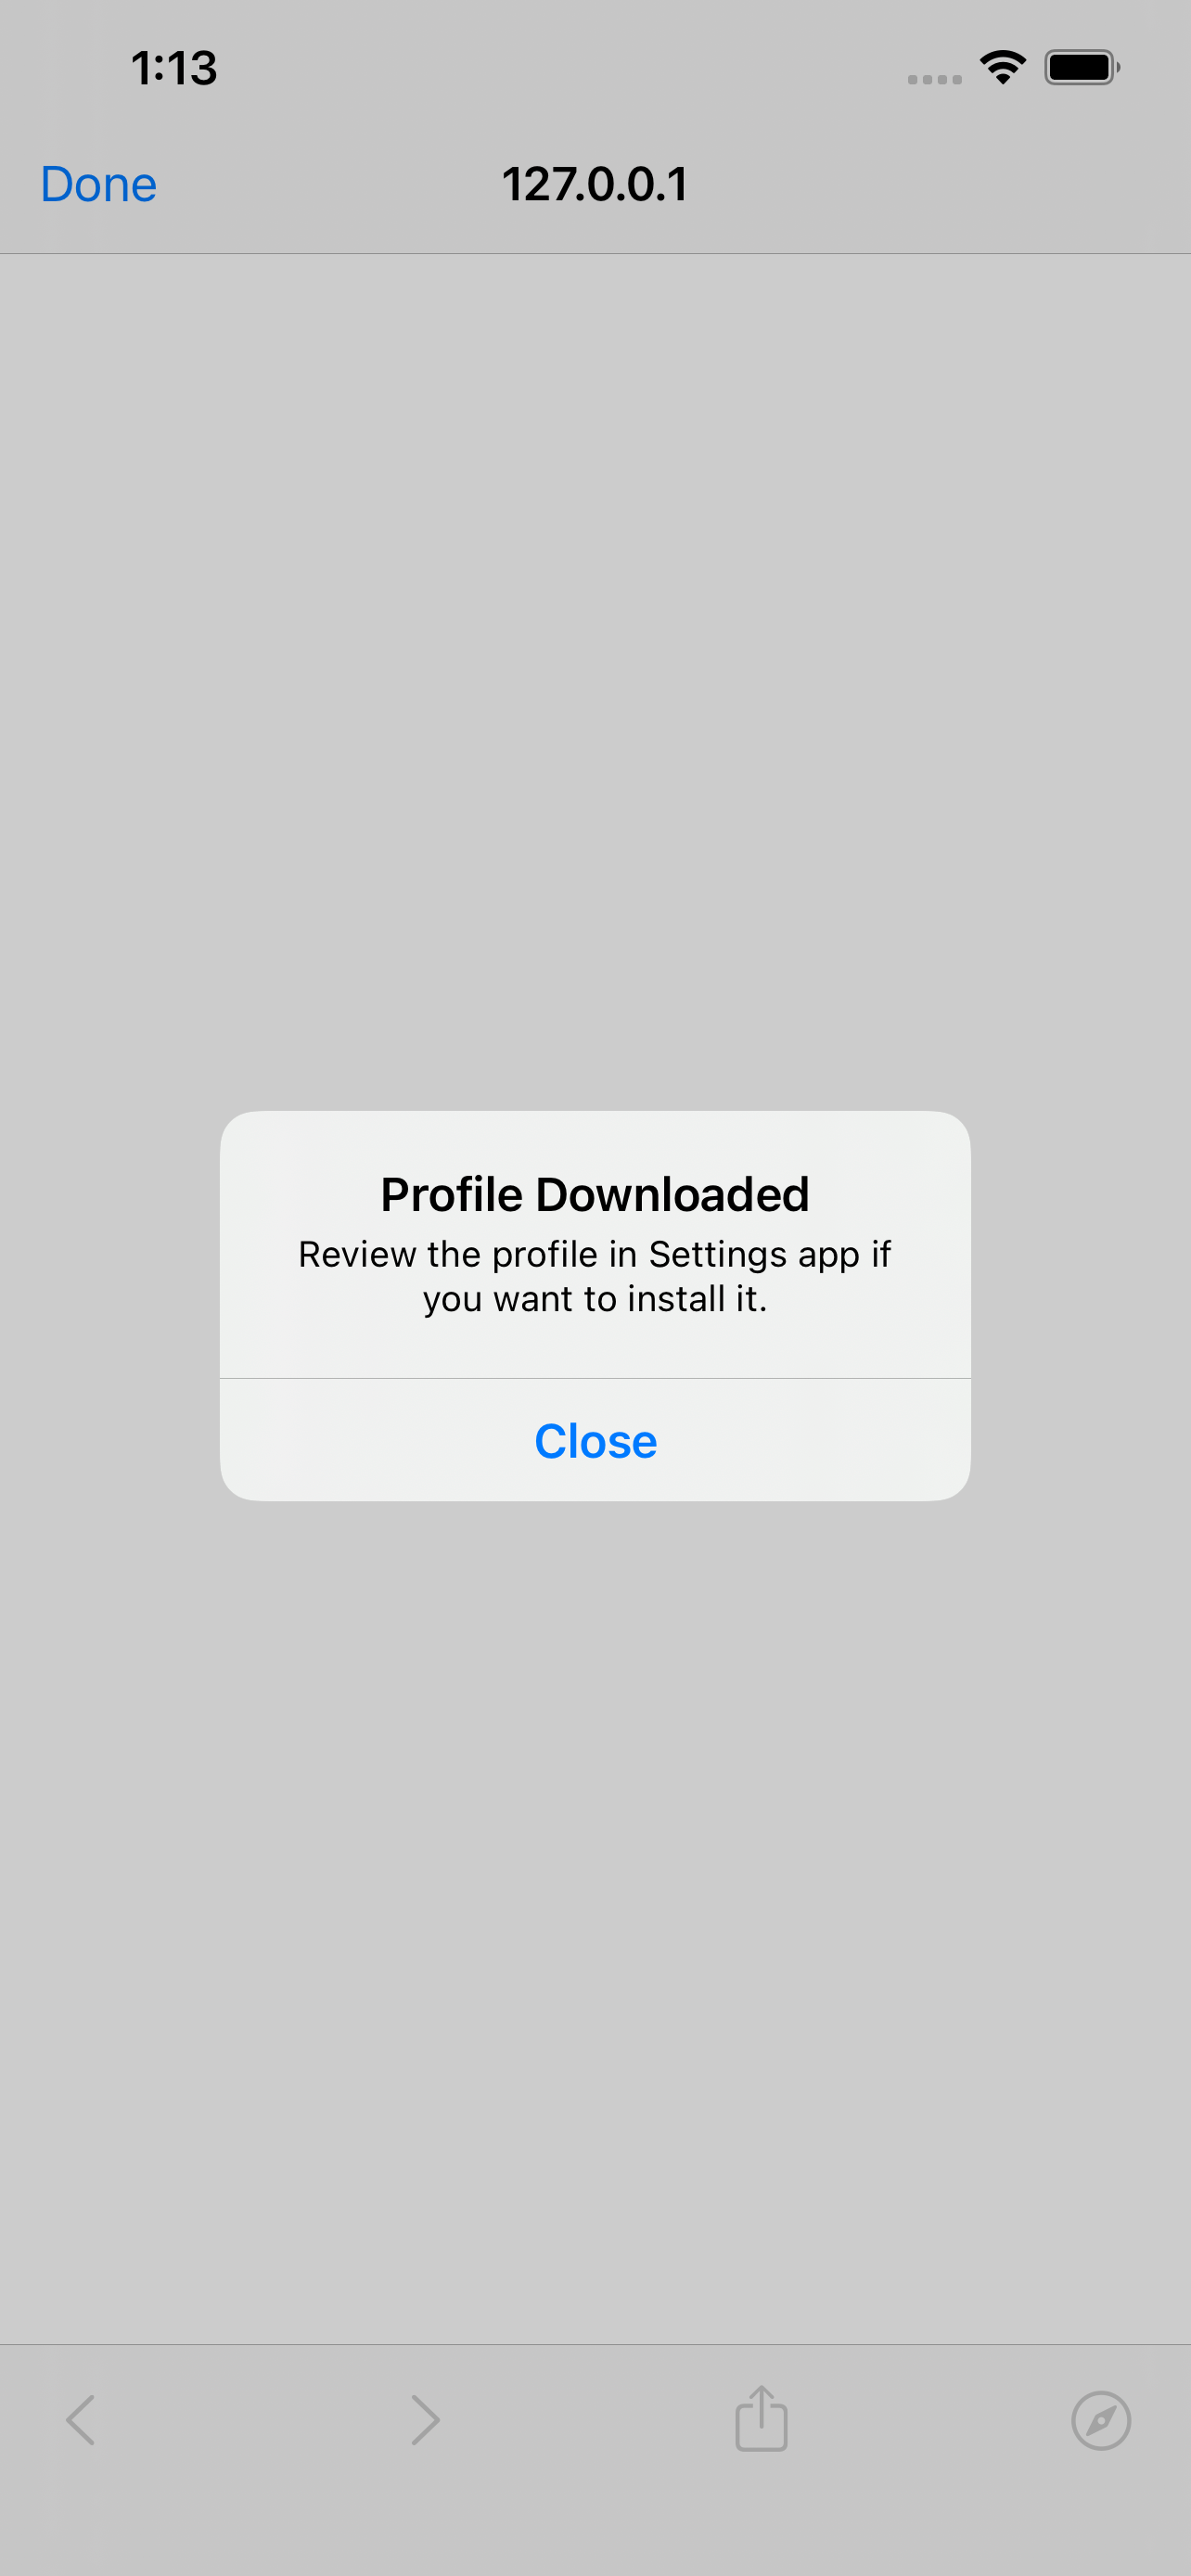 1:13
Done
127.0.0.1
Profile Downloaded
Review the profile in Settings app if
you want to install it.
Close